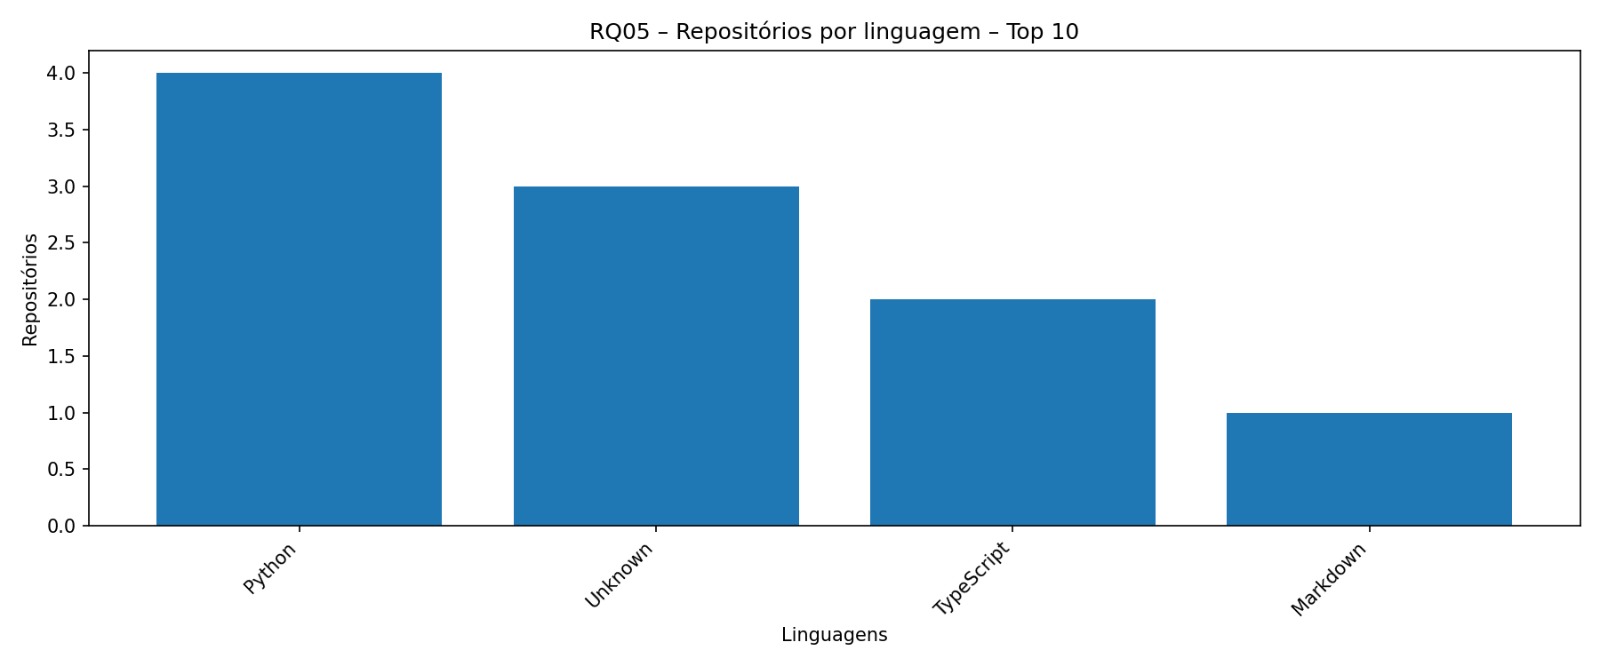 RQ05 – Repositórios por linguagem – Top 10
Repositórios
4.0
3.5
3.0
2.5
2.0
1.5
1.0
0.5
0.0
Python
Unknown
TypeScript
Markdown
Linguagens